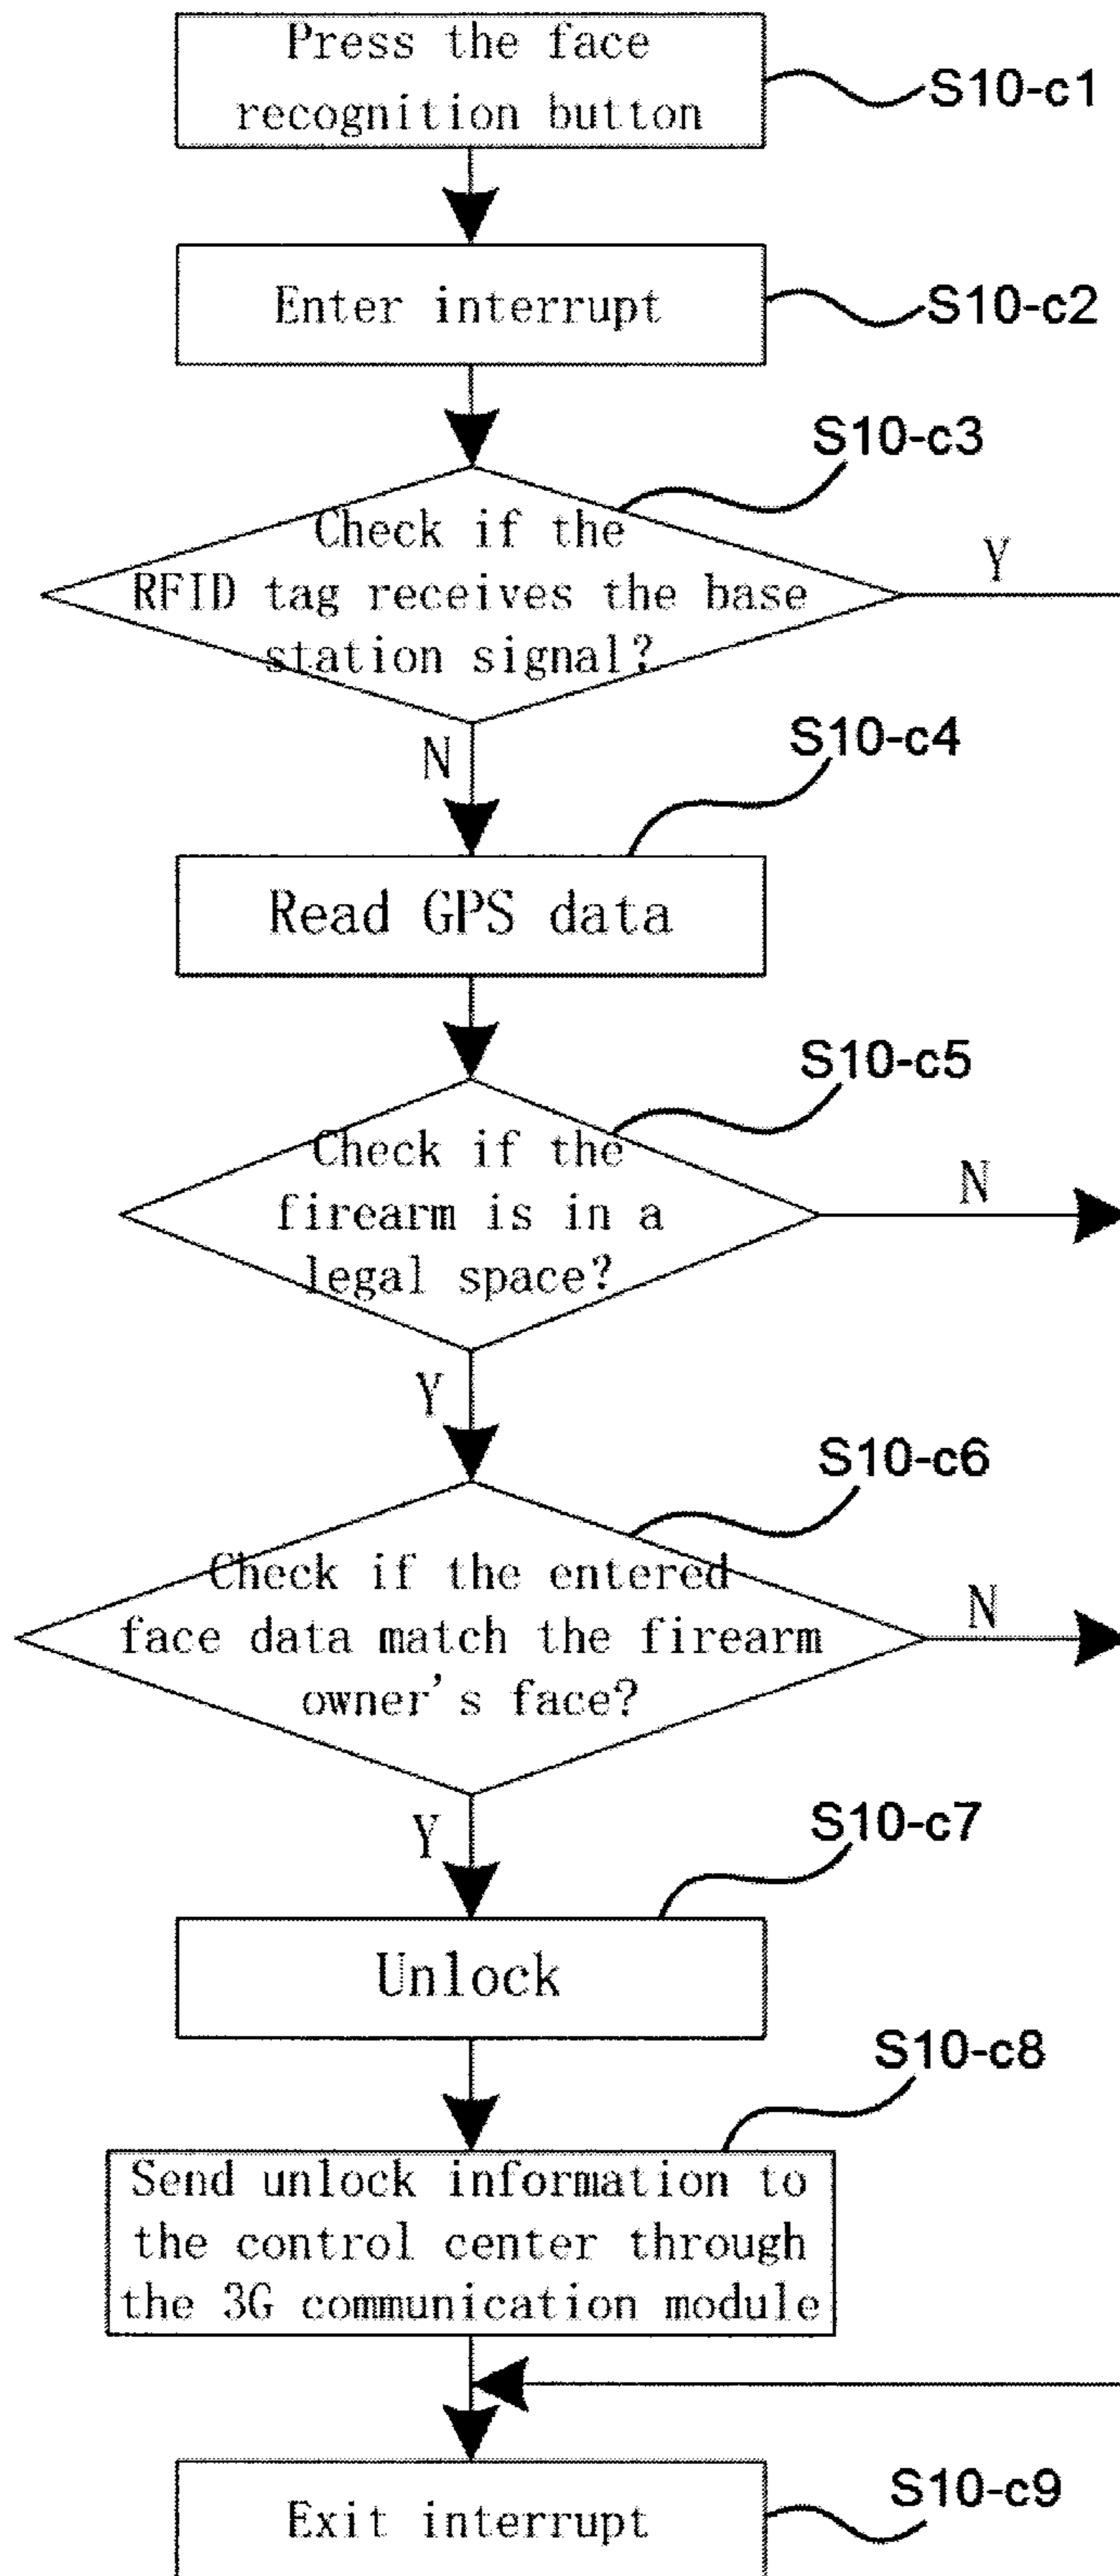 Press the face
recognition button
S10-c1
Enter interrupt
S10-c2
S10-c3
Check if the
RFID tag receives the base
station signal?
Y
N
S10-c4
Read GPS data
S10-c5
Check if the
firearm is in a
legal space?
N
Y
S10-c6
Check if the entered
face data match the firearm
owner's face?
N
Y
S10-c7
Unlock
S10-c8
Send unlock information to
the control center through
the 3G communication module
Exit interrupt
S10-c9